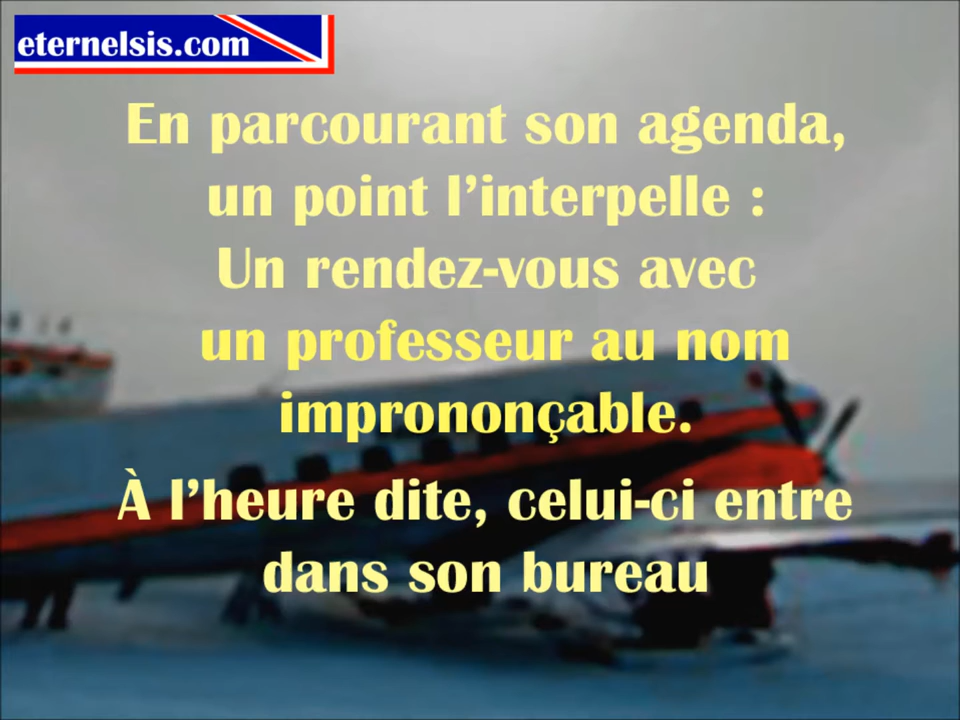 eternelsis.com
En parcourant son agenda,
un point l’interpelle :
Un rendez-vous avec
un professeur au nom
imprononçable.
À l’heure dite, celui-ci entre
dans son bureau